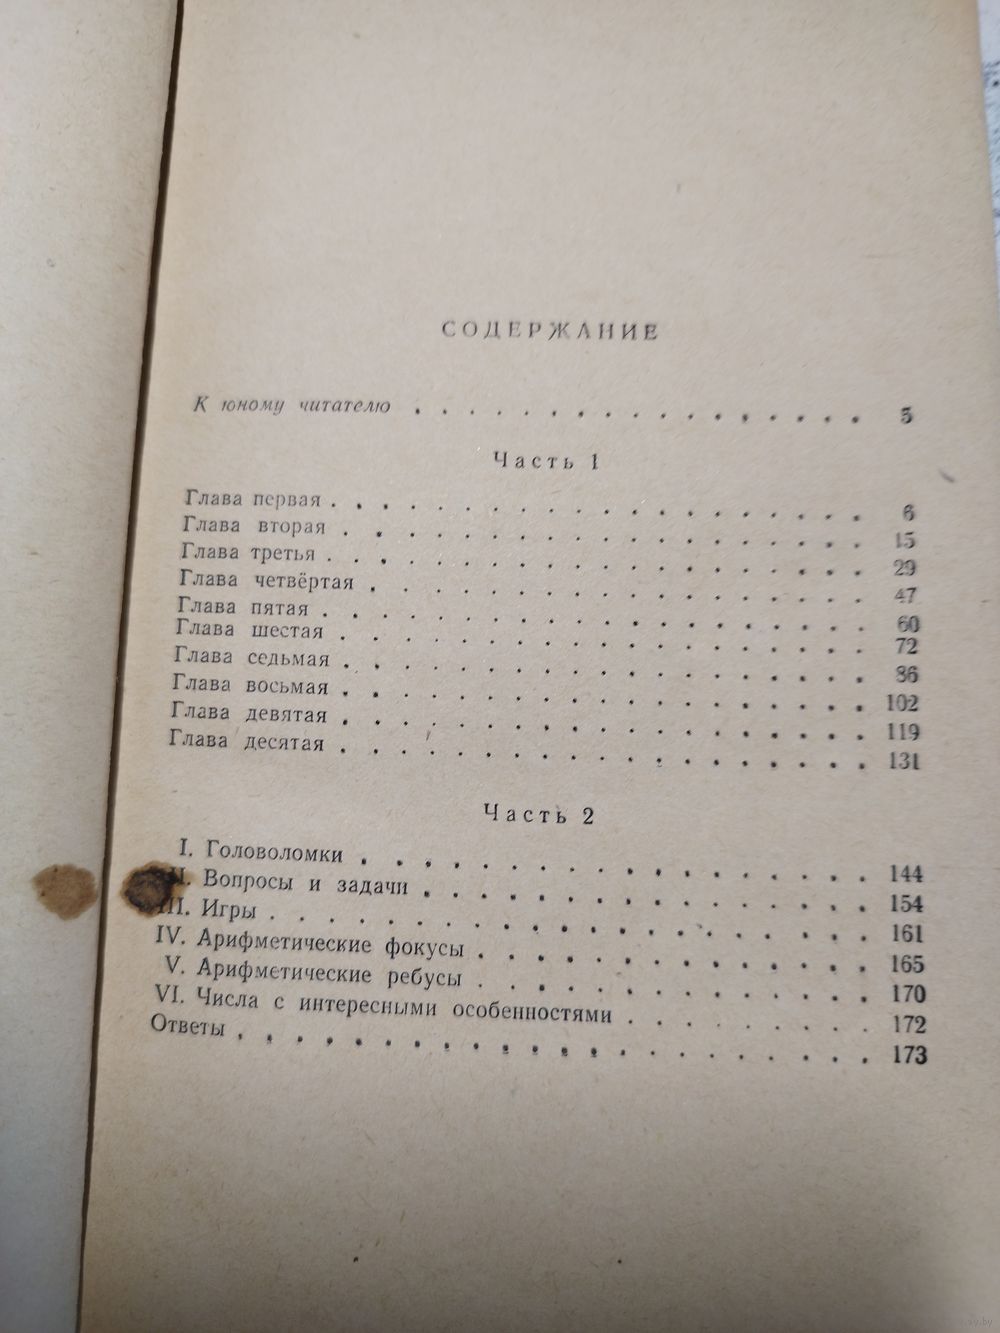 СОДЕРЖАНИЕ
К юному читателю . . . . . . . . . . . . . . . . . 5
Часть 1
Глава первая . . . . . . . . . . . . . . . . . . . . 6
Глава вторая . . . . . . . . . . . . . . . . . . . . 15
Глава третья . . . . . . . . . . . . . . . . . . . . 29
Глава четвёртая . . . . . . . . . . . . . . . . . . 47
Глава пятая . . . . . . . . . . . . . . . . . . . . 60
Глава шестая . . . . . . . . . . . . . . . . . . . 72
Глава седьмая . . . . . . . . . . . . . . . . . . . 86
Глава восьмая . . . . . . . . . . . . . . . . . . . 102
Глава девятая . . . . . . . . . . . . . . . . . . . 119
Глава десятая . . . . . . . . . . . . . . . . . . . 131
Часть 2
I. Головоломки . . . . . . . . . . . . . . . . . . 144
II. Вопросы и задачи . . . . . . . . . . . . . . . . 154
III. Игры . . . . . . . . . . . . . . . . . . . . . 161
IV. Арифметические фокусы . . . . . . . . . . . . . . 165
V. Арифметические ребусы . . . . . . . . . . . . . . 170
VI. Числа с интересными особенностями . . . . . . . . . 172
Ответы . . . . . . . . . . . . . . . . . . . . . . 173